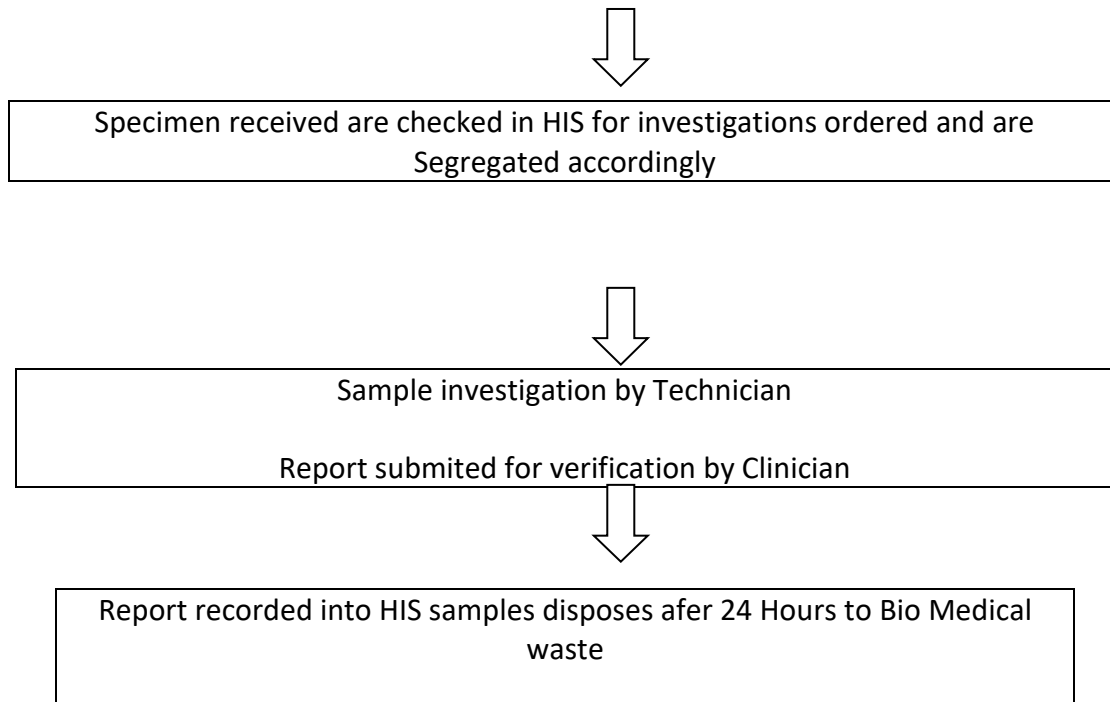 Specimen received are checked in HIS for investigations ordered and are
Segregated accordingly
Sample investigation by Technician
Report submited for verification by Clinician
Report recorded into HIS samples disposes afer 24 Hours to Bio Medical
waste